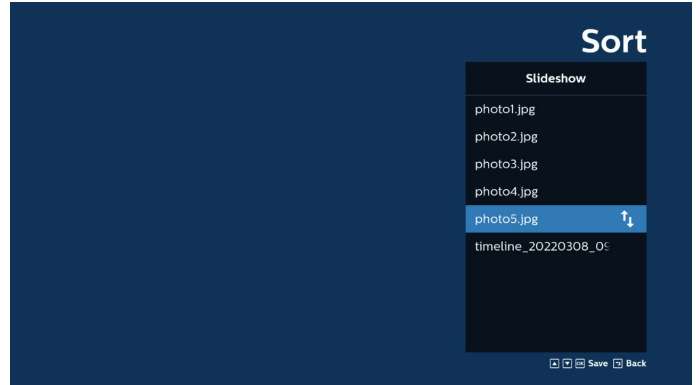 Sort
Slideshow
photo1.jpg
photo2.jpg
photo3.jpg
photo4.jpg
photo5.jpg
timeline_20220308_09
OK Save Back